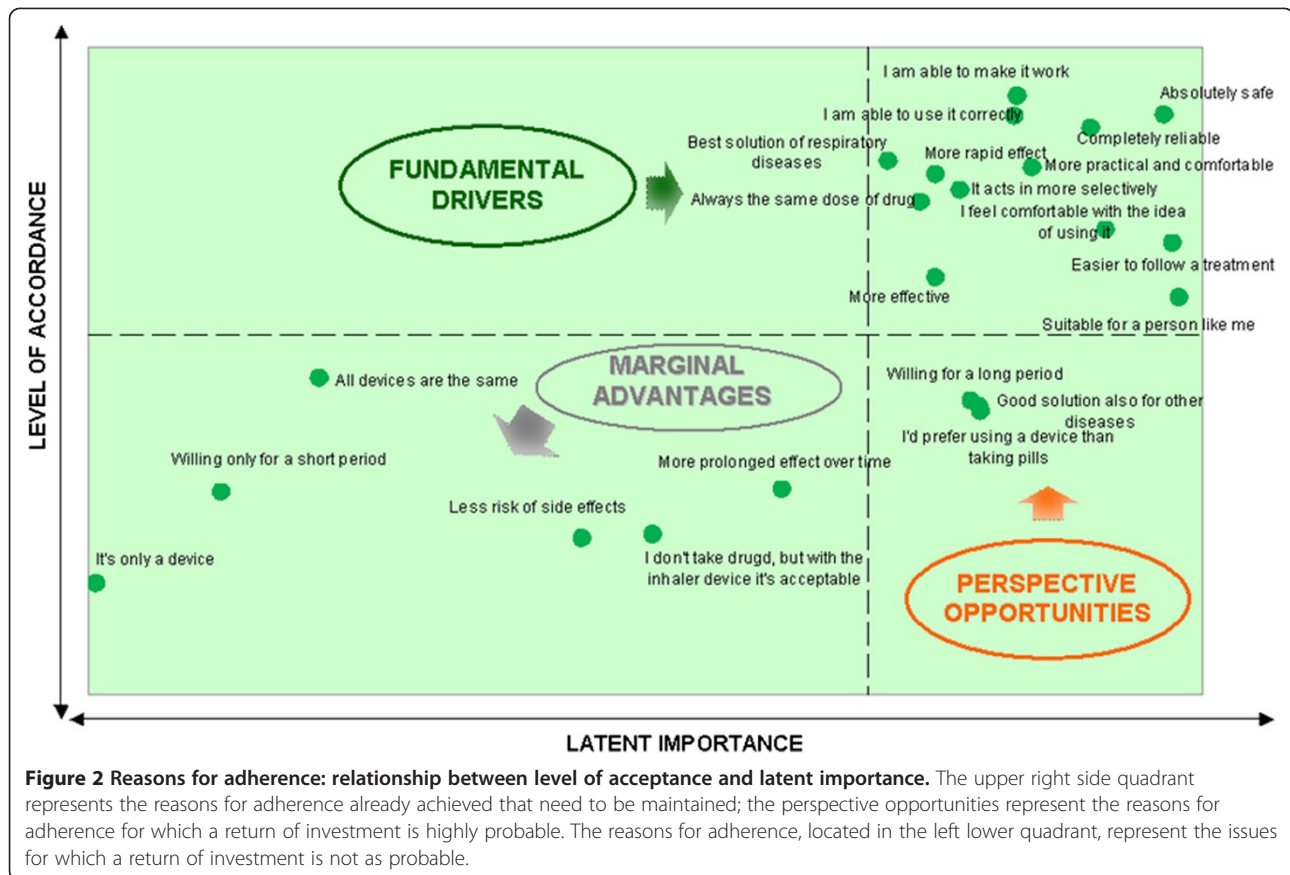 I am able to make it work
Absolutely safe
I am able to use it correctly
Completely reliable
Best solution of respiratory
diseases
More rapid effect
More practical and comfortable
FUNDAMENTAL
DRIVERS
It acts in more selectively
Always the same dose of drug
I feel comfortable with the idea
of using it
Easier to follow a treatment
More effective
Suitable for a person like me
LEVEL OF ACCORDANCE
MARGINAL
ADVANTAGES
All devices are the same
Willing for a long period
Good solution also for other
diseases
I'd prefer using a device than
taking pills
Willing only for a short period
More prolonged effect over time
Less risk of side effects
It's only a device
I don't take drugd, but with the
inhaler device it's acceptable
PERSPECTIVE
OPPORTUNITIES
LATENT IMPORTANCE
Figure 2 Reasons for adherence: relationship between level of acceptance and latent importance. The upper right side quadrant
represents the reasons for adherence already achieved that need to be maintained; the perspective opportunities represent the reasons for
adherence for which a return of investment is highly probable. The reasons for adherence, located in the left lower quadrant, represent the issues
for which a return of investment is not as probable.